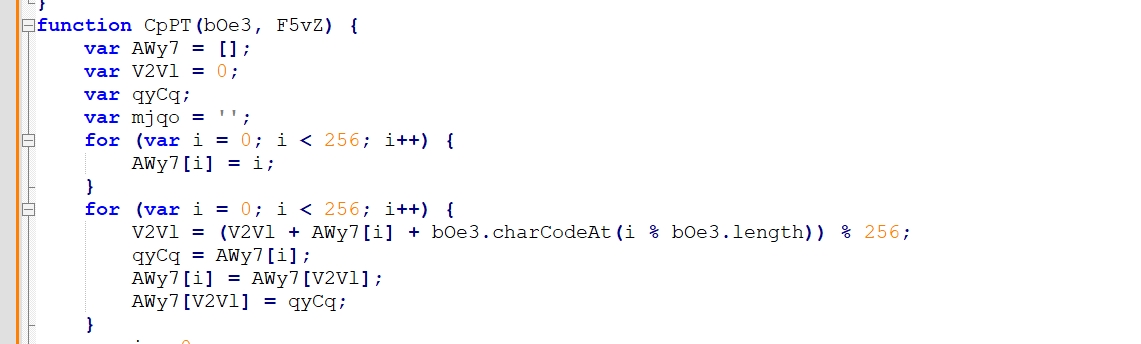 }
function CpPT(bOe3, F5vZ) {
    var AWy7 = [];
    var V2Vl = 0;
    var qyCq;
    var mjqo = '';
    for (var i = 0; i < 256; i++) {
        AWy7[i] = i;
    }
    for (var i = 0; i < 256; i++) {
        V2Vl = (V2Vl + AWy7[i] + bOe3.charCodeAt(i % bOe3.length)) % 256;
        qyCq = AWy7[i];
        AWy7[i] = AWy7[V2Vl];
        AWy7[V2Vl] = qyCq;
    }